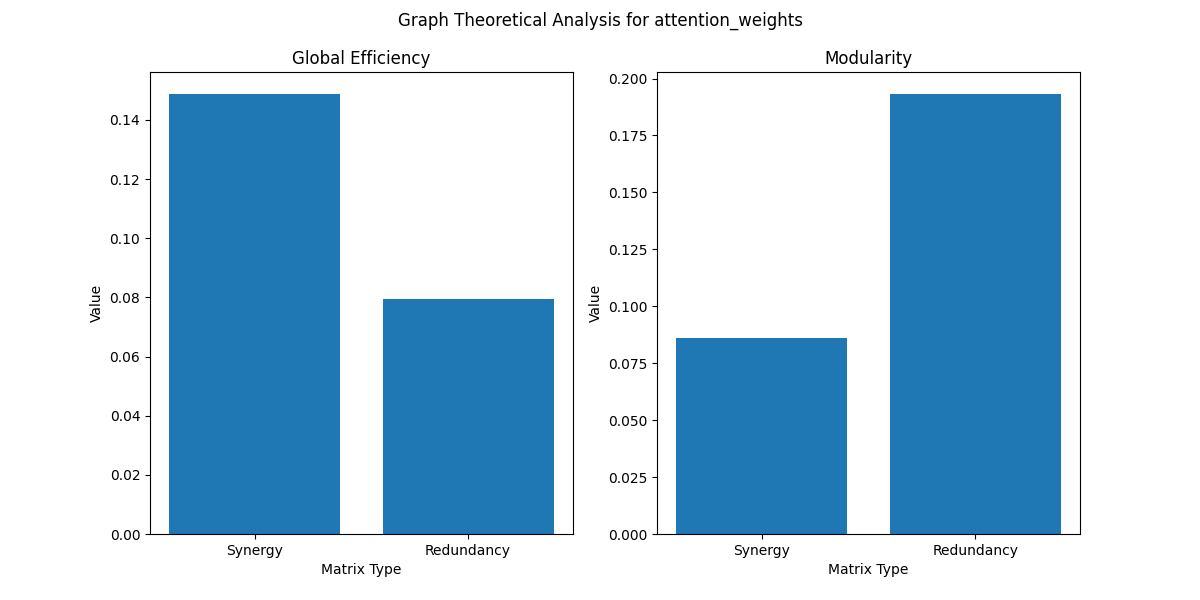 Graph Theoretical Analysis for attention_weights
Global Efficiency
0.14
0.12
0.10
0.08
0.06
0.04
0.02
0.00
Value
Synergy Redundancy
Matrix Type
Modularity
0.200
0.175
0.150
0.125
0.100
0.075
0.050
0.025
0.000
Value
Synergy Redundancy
Matrix Type